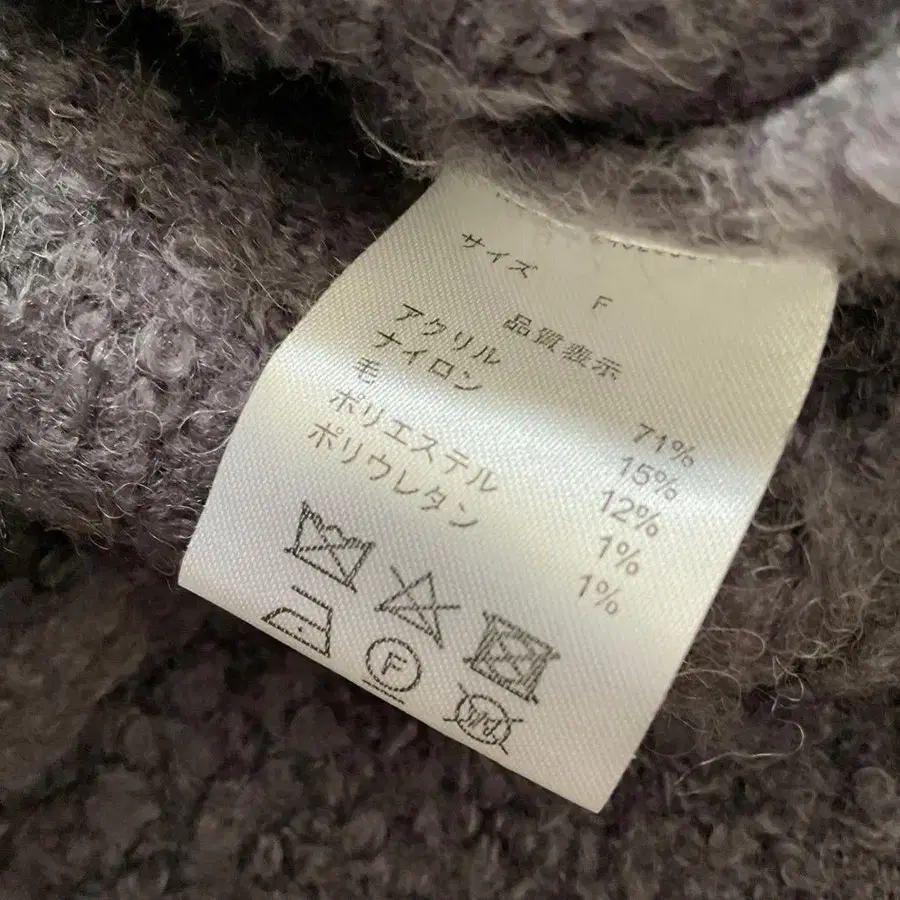 サイズ
F
品質表示
アクリル 71%
ナイロン 15%
毛 12%
ポリエステル 1%
ポリウレタン 1%
F
W